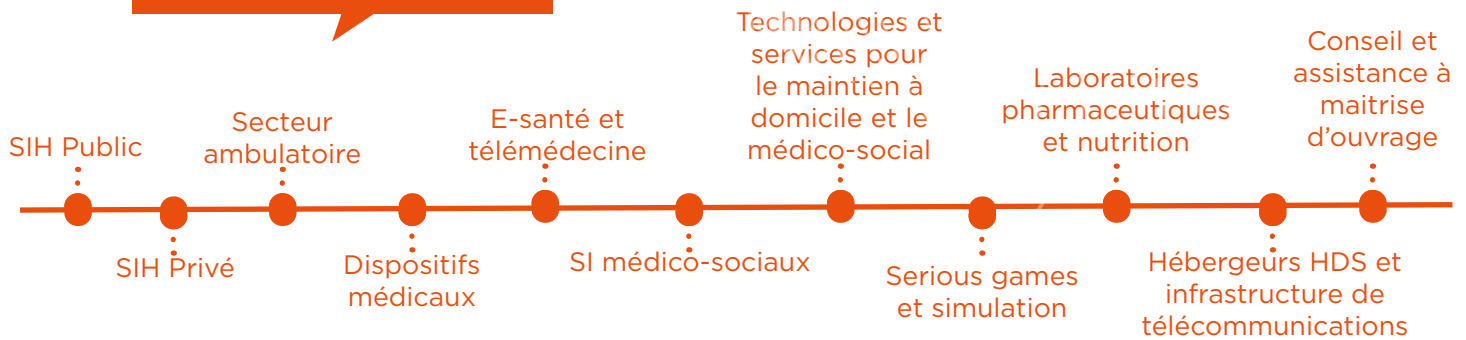 SIH Public
SIH Privé
Secteur
ambulatoire
Dispositifs
médicaux
E-santé et
télémédecine
SI médico-sociaux
Technologies et
services pour
le maintien à
domicile et le
médico-social
Serious games
et simulation
Laboratoires
pharmaceutiques
et nutrition
Hébergeurs HDS et
infrastructure de
télécommunications
Conseil et
assistance à
maitrise
d'ouvrage